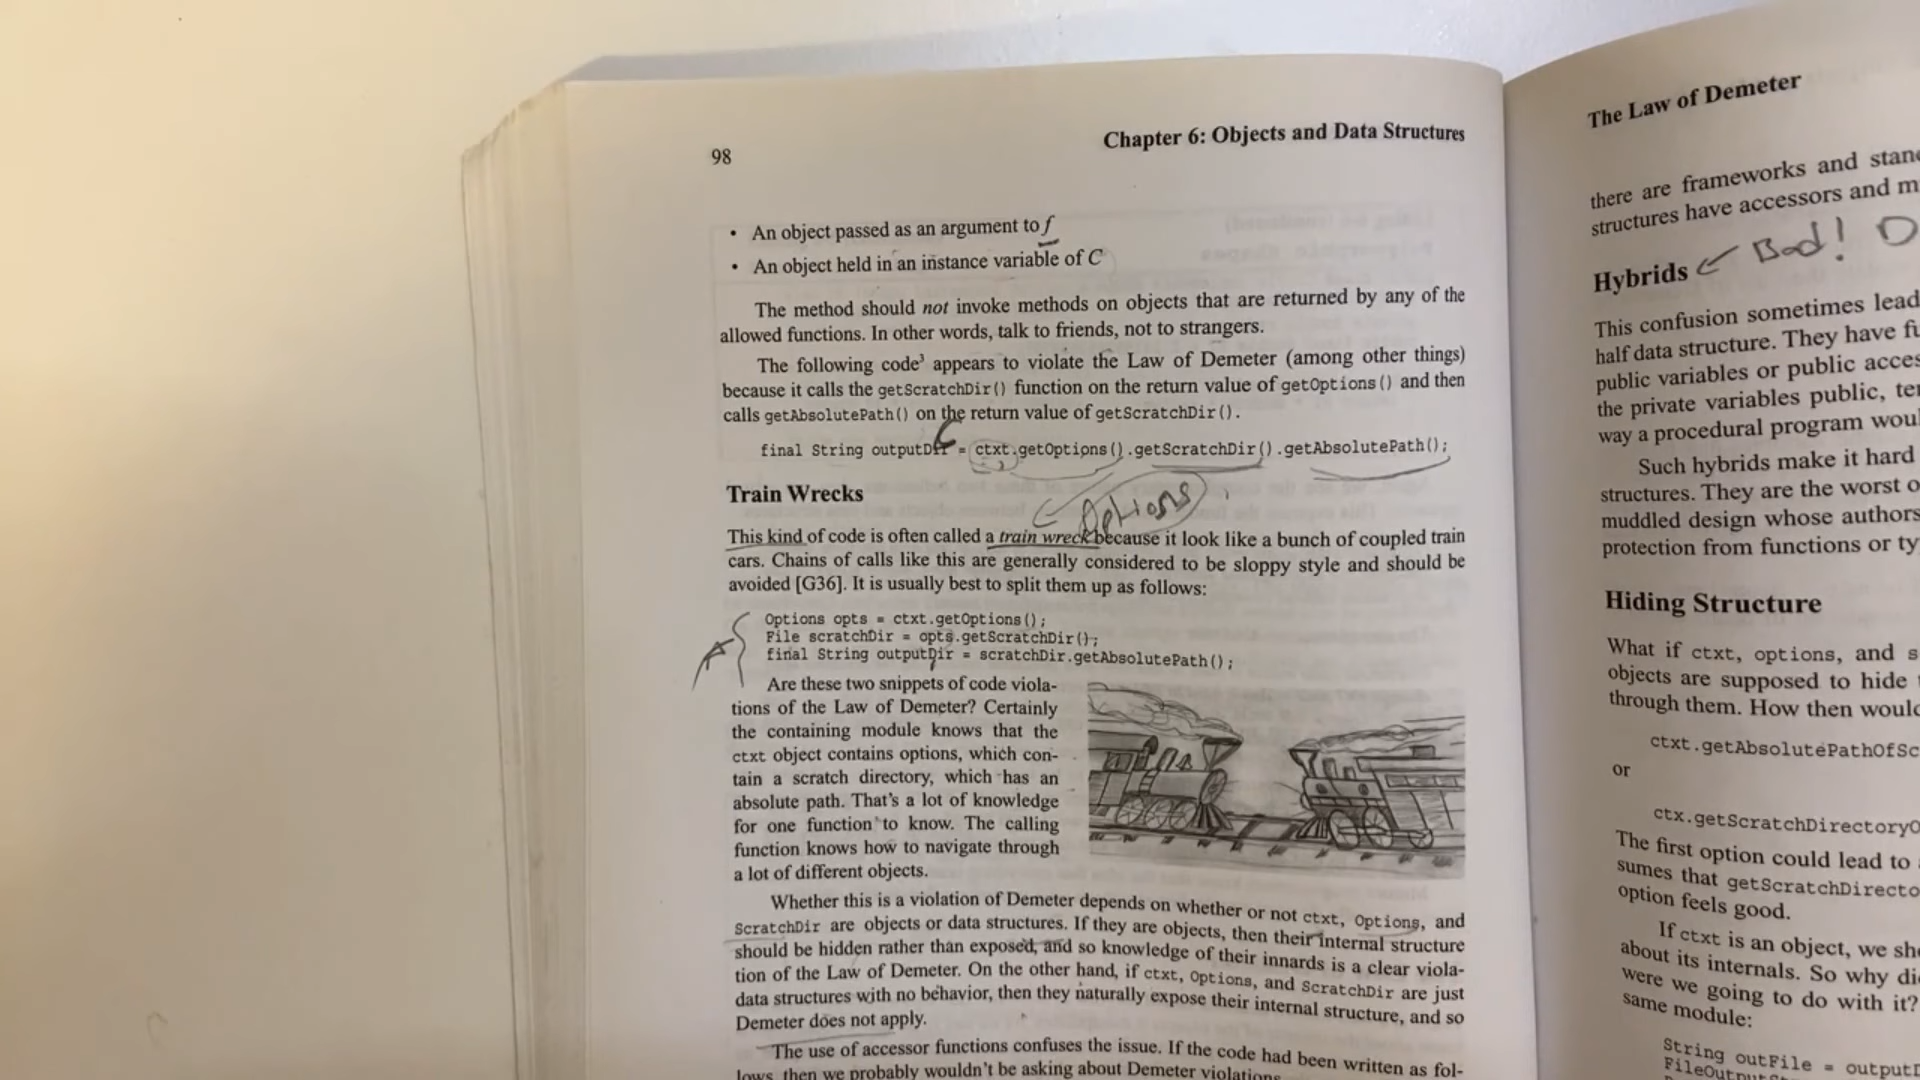 98
Chapter 6: Objects and Data Structures
• An object passed as an argument to f
• An object held in an instance variable of C
The method should not invoke methods on objects that are returned by any of the
allowed functions. In other words, talk to friends, not to strangers.
The following code³ appears to violate the Law of Demeter (among other things)
because it calls the getScratchDir() function on the return value of getOptions() and then
calls getAbsolutePath() on the return value of getScratchDir().
final String outputDir = ctxt.getOptions().getScratchDir().getAbsolutePath();
Train Wrecks
Options
This kind of code is often called a train wreck because it look like a bunch of coupled train
cars. Chains of calls like this are generally considered to be sloppy style and should be
avoided [G36]. It is usually best to split them up as follows:
Options opts = ctxt.getOptions();
File scratchDir = opts.getScratchDir();
final String outputDir = scratchDir.getAbsolutePath();
Are these two snippets of code viola-
tions of the Law of Demeter? Certainly
the containing module knows that the
ctxt object contains options, which con-
tain a scratch directory, which has an
absolute path. That's a lot of knowledge
for one function to know. The calling
function knows how to navigate through
a lot of different objects.
Whether this is a violation of Demeter depends on whether or not ctxt, Options, and
ScratchDir are objects or data structures. If they are objects, then their internal structure
should be hidden rather than exposed, and so knowledge of their innards is a clear viola-
tion of the Law of Demeter. On the other hand, if ctxt, Options, and ScratchDir are just
data structures with no behavior, then they naturally expose their internal structure, and so
Demeter does not apply.
The use of accessor functions confuses the issue. If the code had been written as fol-
lows, then we probably wouldn't be asking about Demeter violations.
The Law of Demeter
there are frameworks and
structures have accessors and
Hybrids Bad!
This confusion sometimes
half data structure. They have
public variables or public
the private variables public,
way a procedural program
Such hybrids make it hard
structures. They are the worst
muddled design whose authors
protection from functions or
Hiding Structure
What if ctxt, options, and
objects are supposed to hide
through them. How then
ctxt.getAbsolutePathOfSc
or
ctx.getScratchDirectoryO
The first option could lead to
sumes that getScratchDirecto
option feels good.
If ctxt is an object, we
about its internals. So why
were we going to do with it?
same module:
String outFile = output